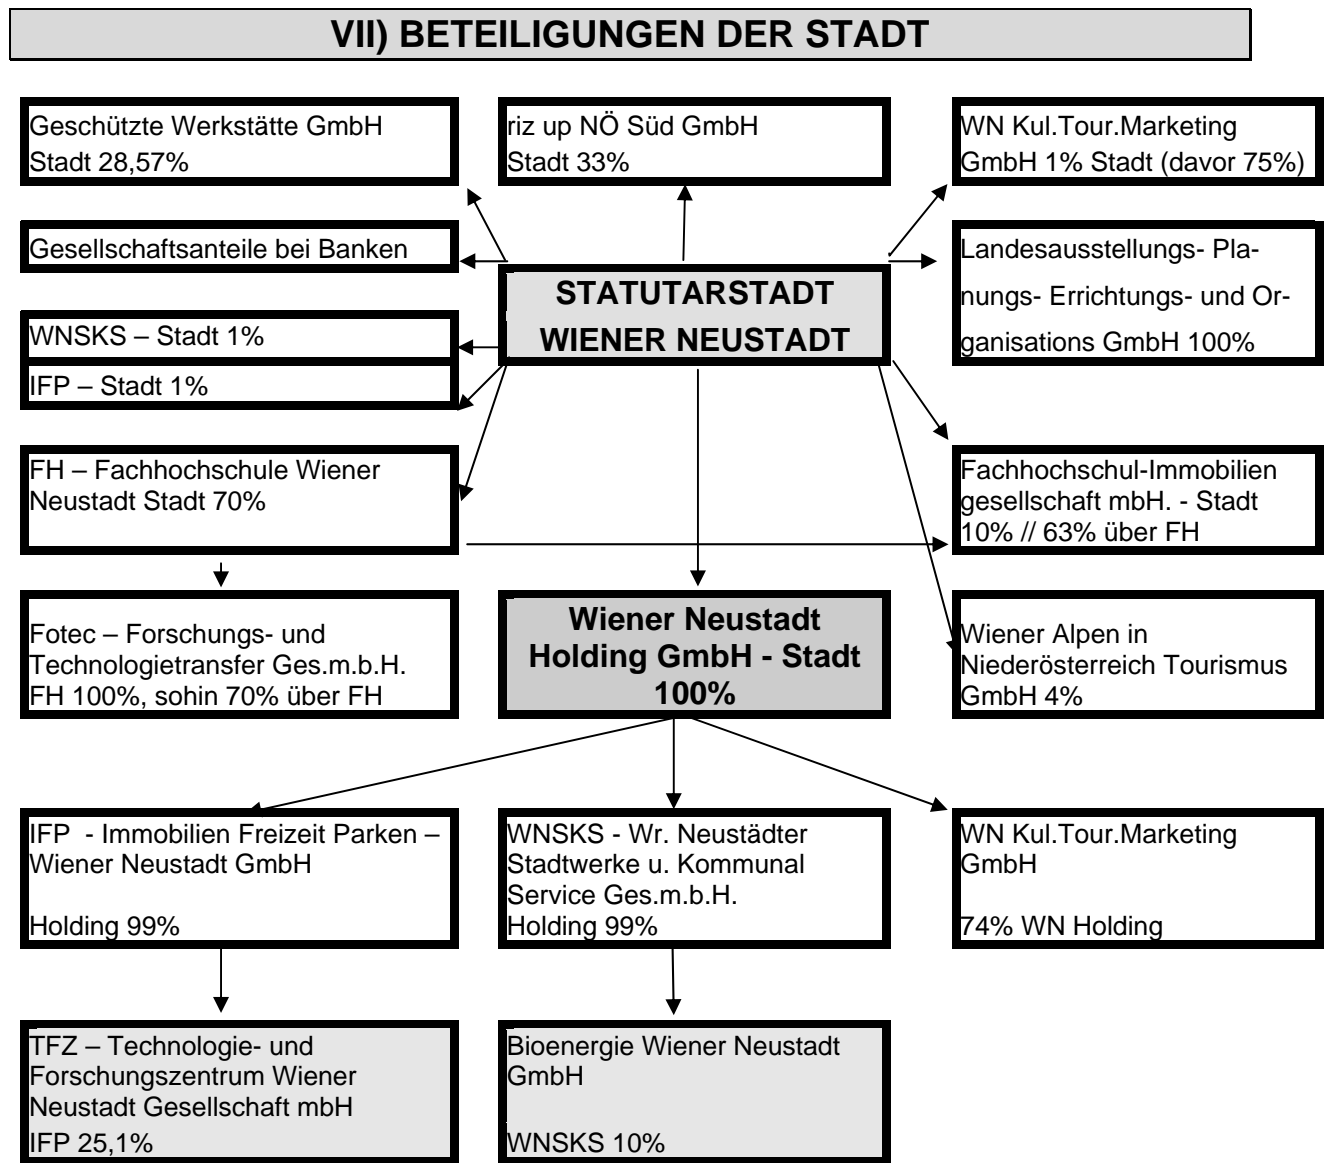 VII) BETEILIGUNGEN DER STADT
Geschützte Werkstätte GmbH
Stadt 28,57%
riz up NÖ Süd GmbH
Stadt 33%
WN Kul.Tour.Marketing
GmbH 1% Stadt (davor 75%)
Gesellschaftsanteile bei Banken
STATUTARSTADT
WIENER NEUSTADT
Landesausstellungs- Pla-
nungs- Errichtungs- und Or-
ganisations GmbH 100%
WNSKS – Stadt 1%
IFP – Stadt 1%
FH – Fachhochschule Wiener
Neustadt Stadt 70%
Fachhochschul-Immobilien
gesellschaft mbH. - Stadt
10% // 63% über FH
Fotec – Forschungs- und
Technologietransfer Ges.m.b.H.
FH 100%, sohin 70% über FH
Wiener Neustadt
Holding GmbH - Stadt
100%
Wiener Alpen in
Niederösterreich Tourismus
GmbH 4%
IFP - Immobilien Freizeit Parken –
Wiener Neustadt GmbH
Holding 99%
WNSKS - Wr. Neustädter
Stadtwerke u. Kommunal
Service Ges.m.b.H.
Holding 99%
WN Kul.Tour.Marketing
GmbH
74% WN Holding
TFZ – Technologie- und
Forschungszentrum Wiener
Neustadt Gesellschaft mbH
IFP 25,1%
Bioenergie Wiener Neustadt
GmbH
WNSKS 10%